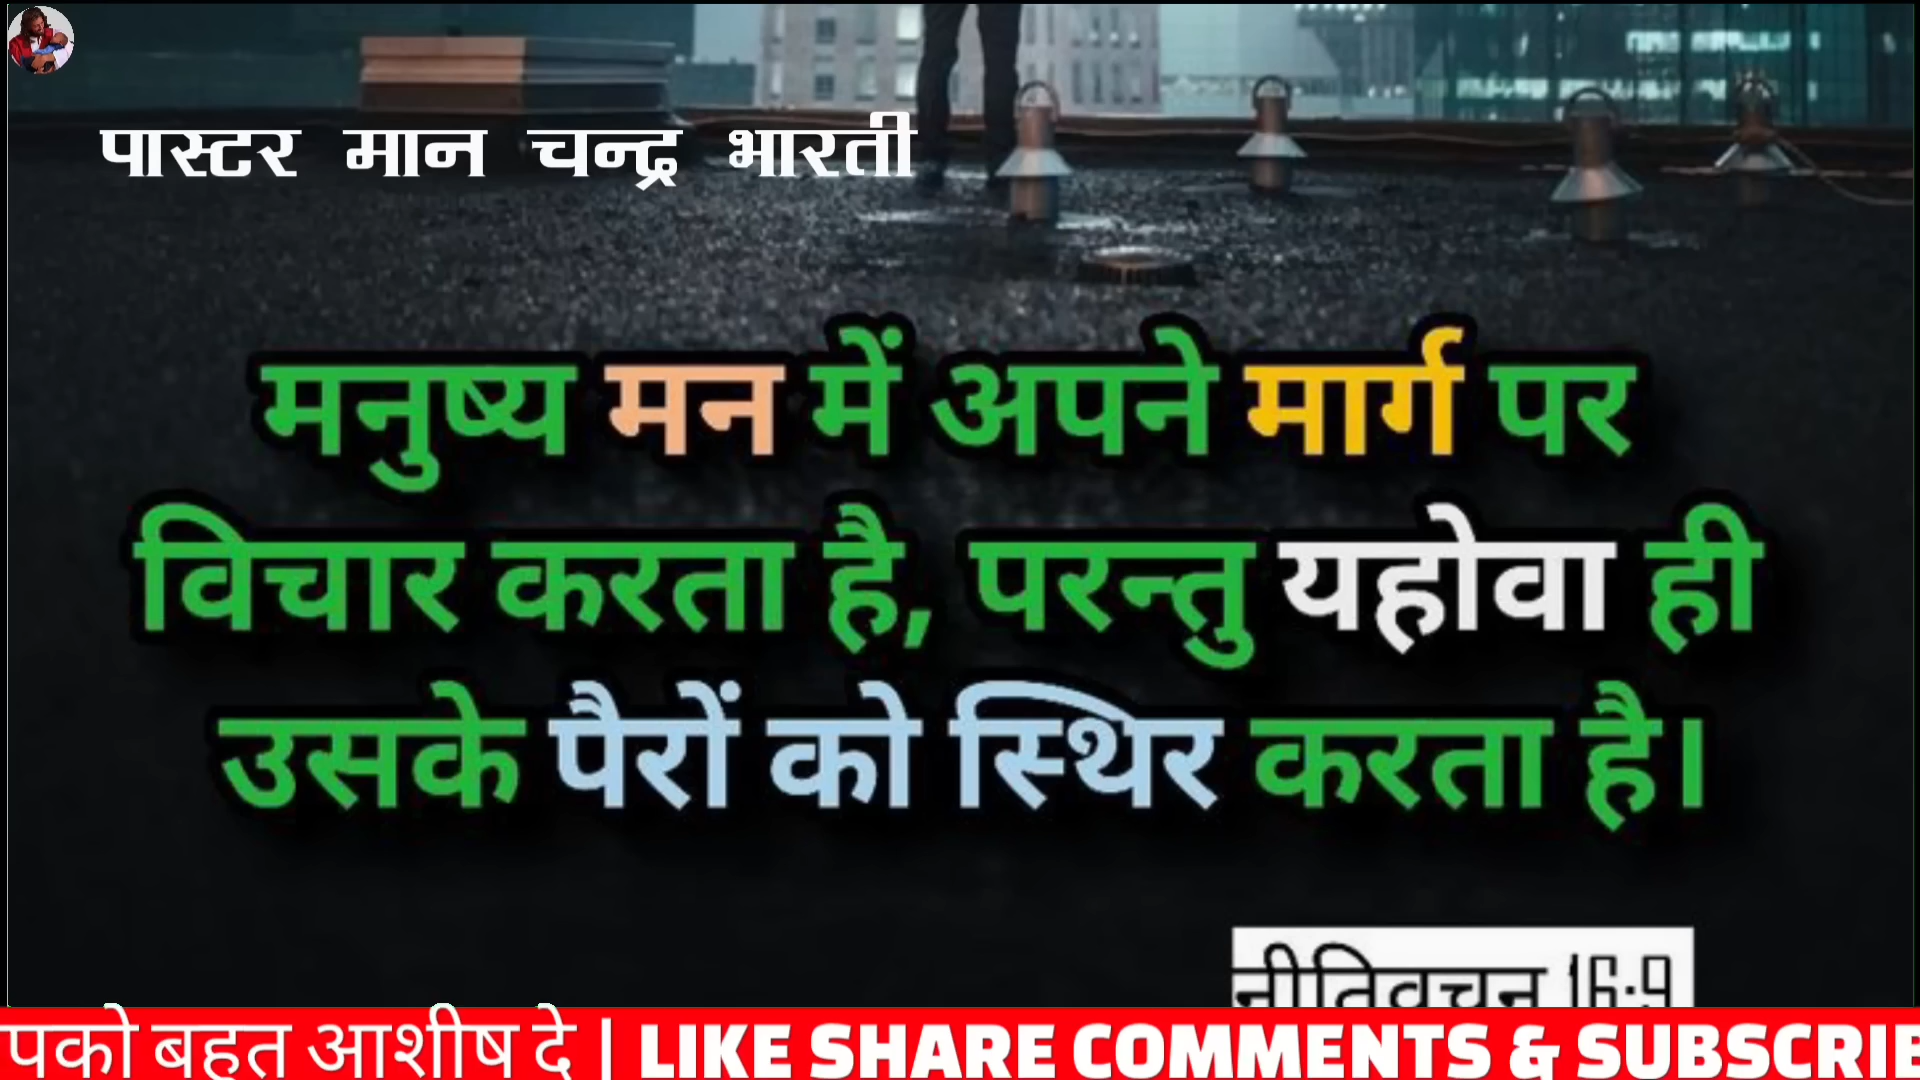 पास्टर मान चन्द्र भारती
मनुष्य मन में अपने मार्ग पर
विचार करता है, परन्तु यहोवा ही
उसके पैरों को स्थिर करता है।
नीतिवचन 16:9
पको बहुत आशीष दे | LIKE SHARE COMMENTS & SUBSCRIBE